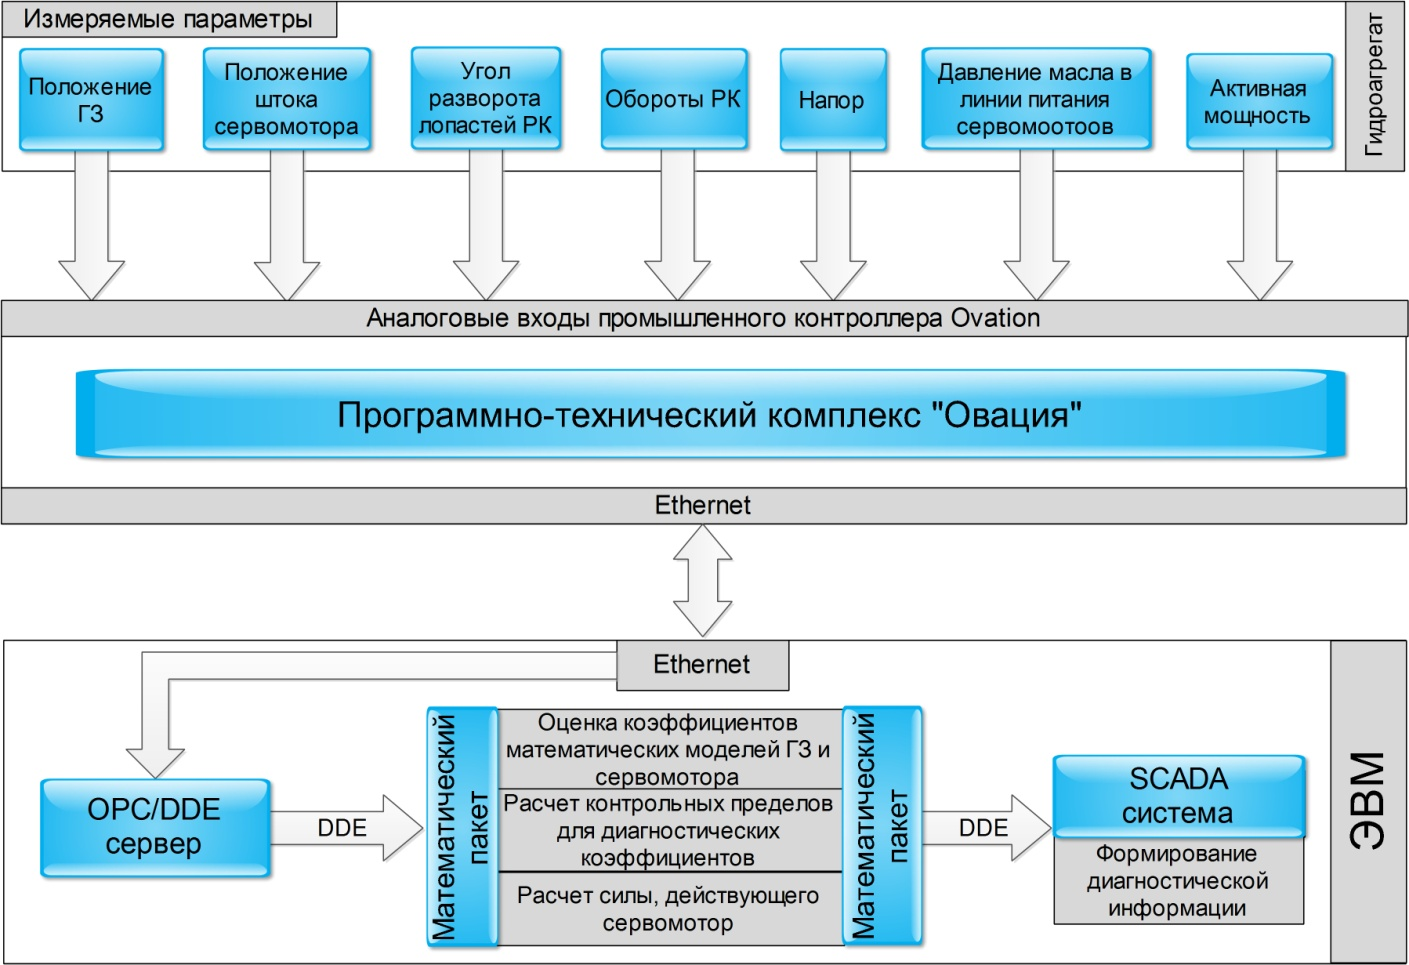 Измеряемые параметры
Гидроагрегат
Положение
ГЗ
Положение
штока
сервомотора
Угол
разворота
лопастей РК
Обороты РК
Напор
Давление масла в
линии питания
сервомоотоов
Активная
мощность
Аналоговые входы промышленного контроллера Ovation
Программно-технический комплекс "Овация"
Ethernet
Ethernet
ЭВМ
OPC/DDE
сервер
DDE
Математический
пакет
Оценка коэффициентов
математических моделей ГЗ и
сервомотора
Расчет контрольных пределов
для диагностических
коэффициентов
Расчет силы, действующего
сервомотор
Математический
пакет
DDE
SCADA
система
Формирование
диагностической
информации